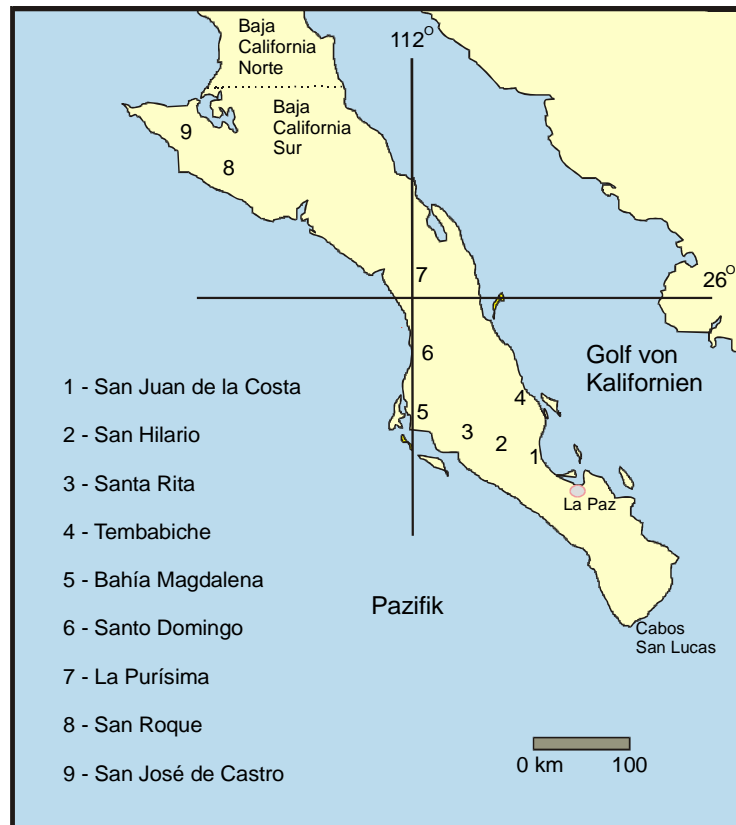 Baja
California
Norte
112°
Baja
California
Sur
9
8
7
26°
6
Golf von
Kalifornien
1 - San Juan de la Costa
4
5
3
2
1
2 - San Hilario
3 - Santa Rita
La Paz
4 - Tembabiche
5 - Bahía Magdalena
Pazifik
6 - Santo Domingo
Cabos
San Lucas
7 - La Purísima
8 - San Roque
0 km 100
9 - San José de Castro